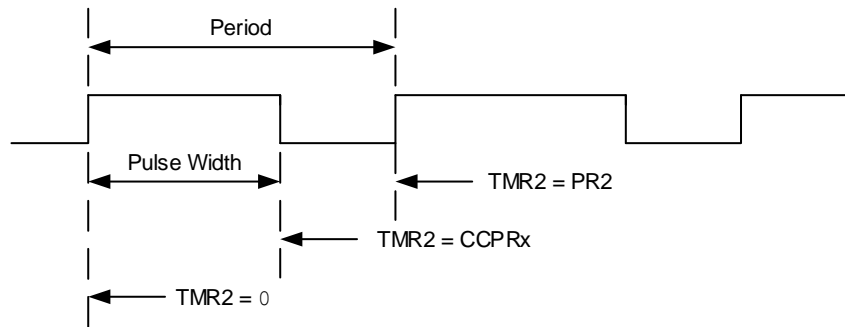 Period
Pulse Width
TMR2 = PR2
TMR2 = CCPRx
TMR2 = 0